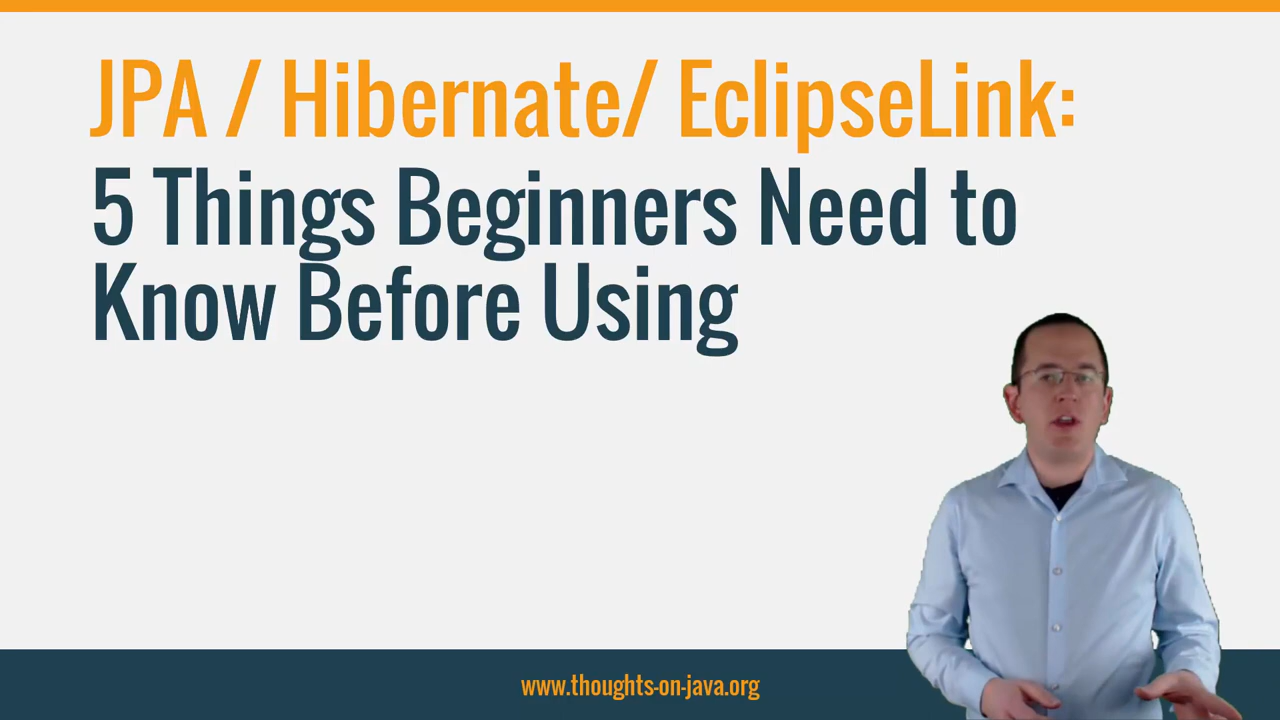 JPA / Hibernate/ EclipseLink:
5 Things Beginners Need to
Know Before Using
www.thoughts-on-java.org